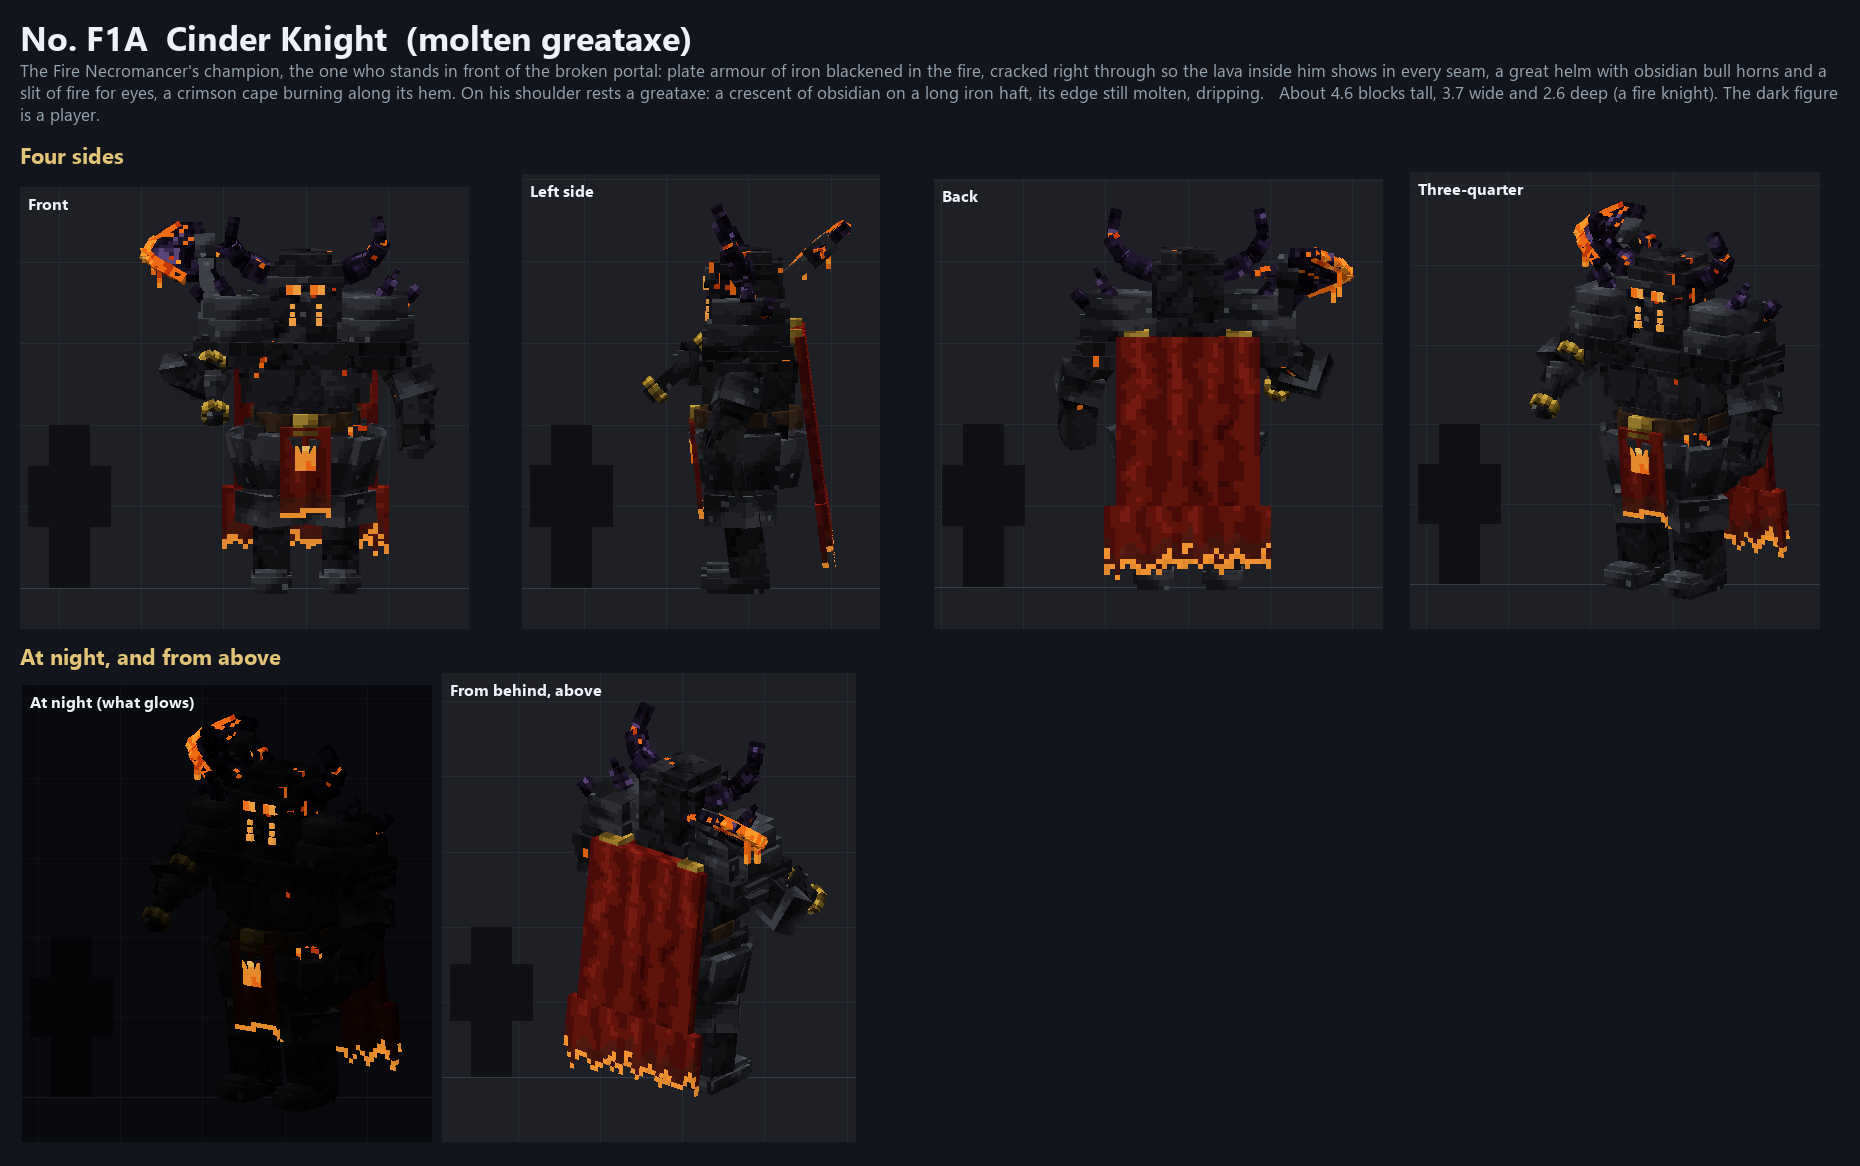 No. F1A  Cinder Knight  (molten greataxe)
The Fire Necromancer's champion, the one who stands in front of the broken portal: plate armour of iron blackened in the fire, cracked right through so the lava inside him shows in every seam, a great helm with obsidian bull horns and a
slit of fire for eyes, a crimson cape burning along its hem. On his shoulder rests a greataxe: a crescent of obsidian on a long iron haft, its edge still molten, dripping.   About 4.6 blocks tall, 3.7 wide and 2.6 deep (a fire knight). The dark figure
is a player.
Four sides
Front
Left side
Back
Three-quarter
At night, and from above
At night (what glows)
From behind, above